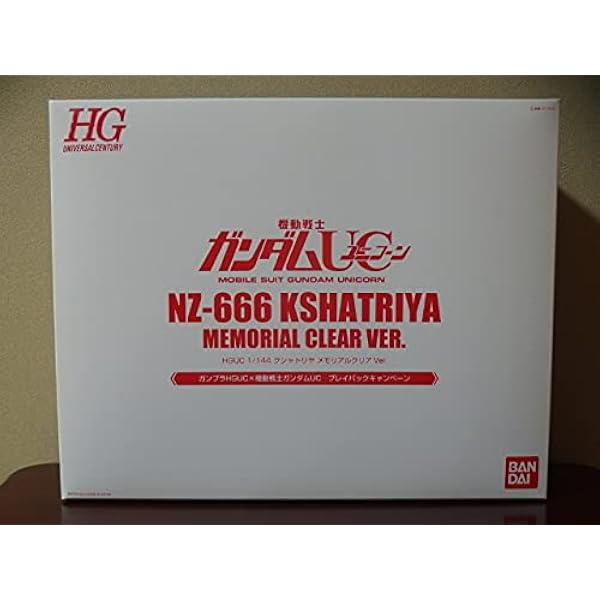 HG
UNIVERSAL CENTURY
機動戦士
ガンダムUC
ユニコーン
MOBILE SUIT GUNDAM UNICORN
NZ-666 KSHATRIYA
MEMORIAL CLEAR VER.
HGUC 1/144 クシャトリヤ メモリアルクリア Ver.
ガンプラHGUC×機動戦士ガンダムUC プレイバックキャンペーン
BAN
DAI